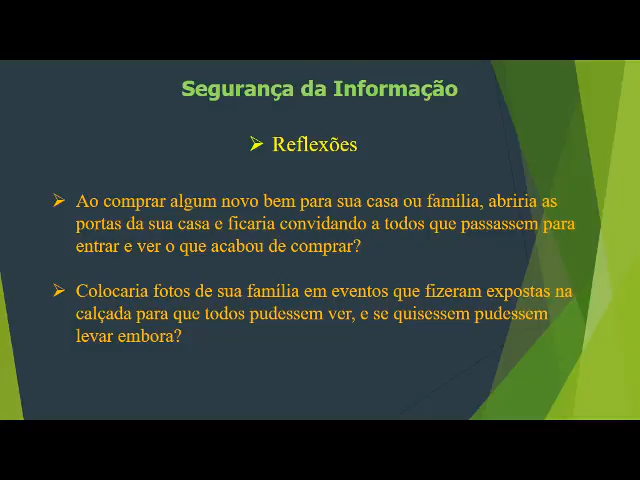 Segurança da Informação
➢ Reflexões
➢ Ao comprar algum novo bem para sua casa ou família, abriria as
portas da sua casa e ficaria convidando a todos que passassem para
entrar e ver o que acabou de comprar?
➢ Colocaria fotos de sua família em eventos que fizeram expostas na
calçada para que todos pudessem ver, e se quisessem pudessem
levar embora?